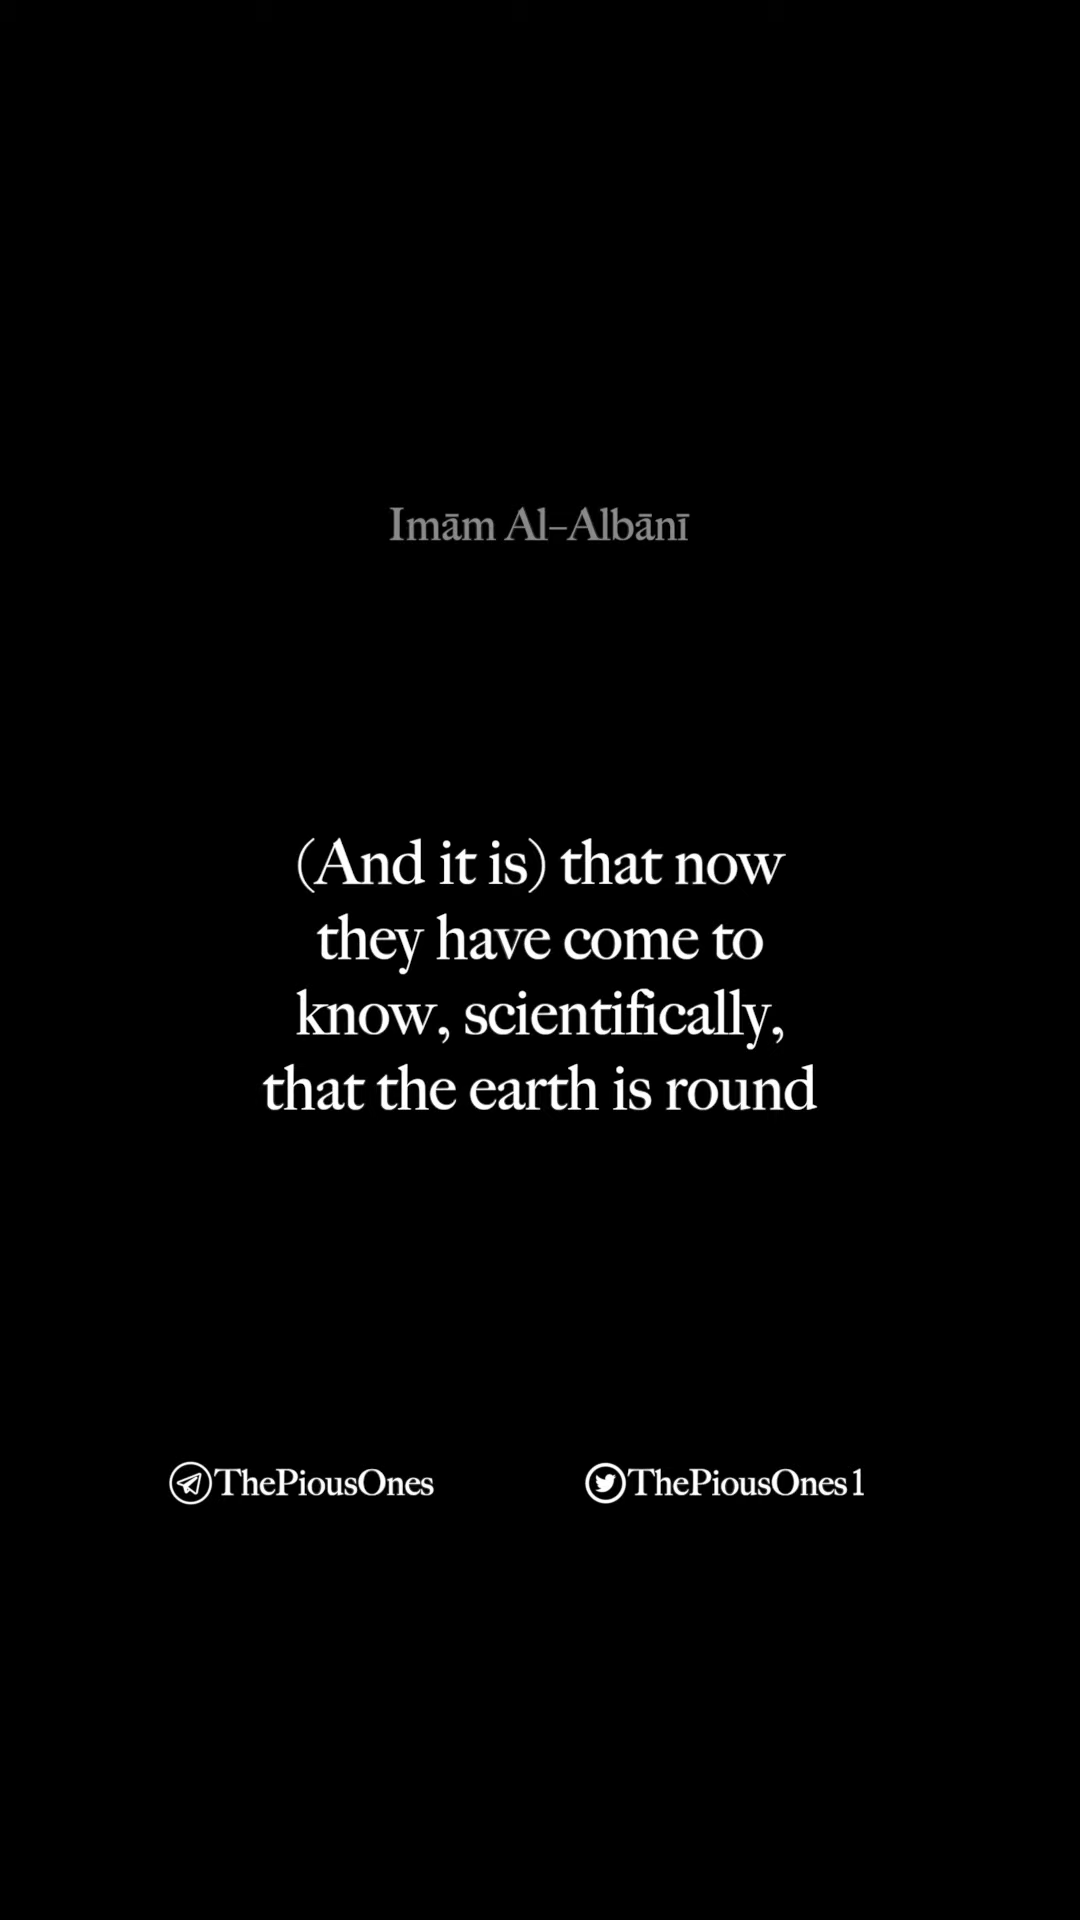 Imām Al-Albānī
(And it is) that now
they have come to
know, scientifically,
that the earth is round
ThePiousOnes
ThePiousOnes1